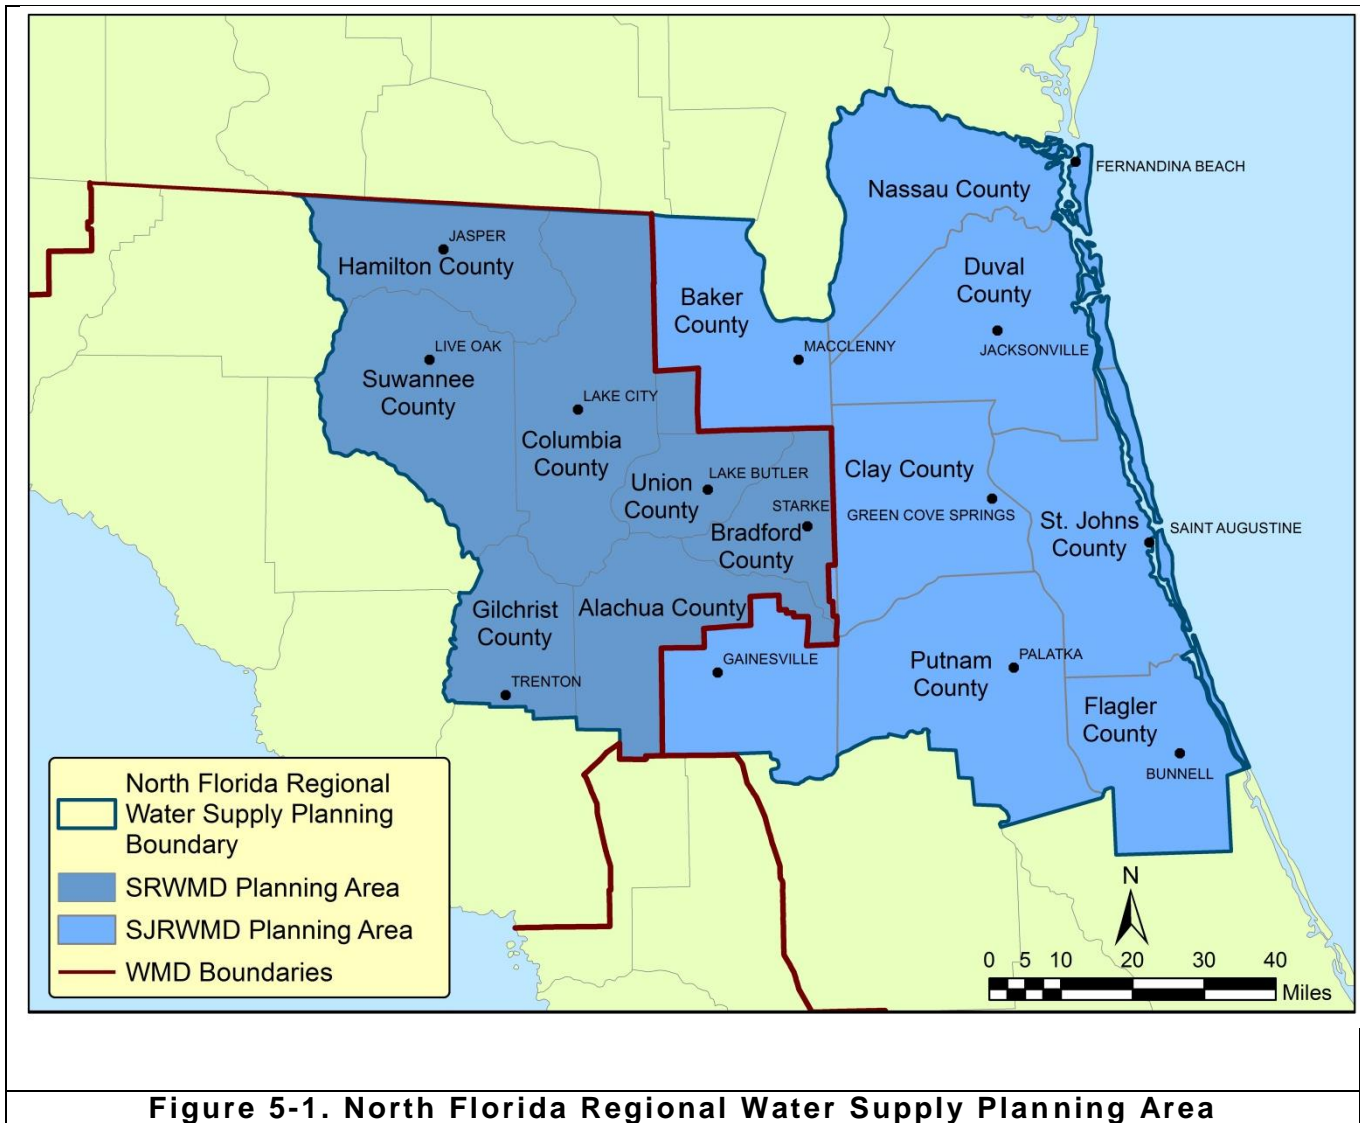 FERNANDINA BEACH
Nassau County
JASPER
Hamilton County
Duval
County
Baker
County
JACKSONVILLE
MACCLENNY
LIVE OAK
Suwannee
County
LAKE CITY
Columbia
County
Clay County
Union
County
LAKE BUTLER
STARKE
GREEN COVE SPRINGS
Bradford
County
St. Johns
County
SAINT AUGUSTINE
Gilchrist
County
Alachua County
GAINESVILLE
Putnam
County
PALATKA
TRENTON
Flagler
County
BUNNELL
North Florida Regional
Water Supply Planning
Boundary
SRWMD Planning Area
SJRWMD Planning Area
WMD Boundaries
N
0 5 10 20 30 40
Miles
Figure 5-1. North Florida Regional Water Supply Planning Area